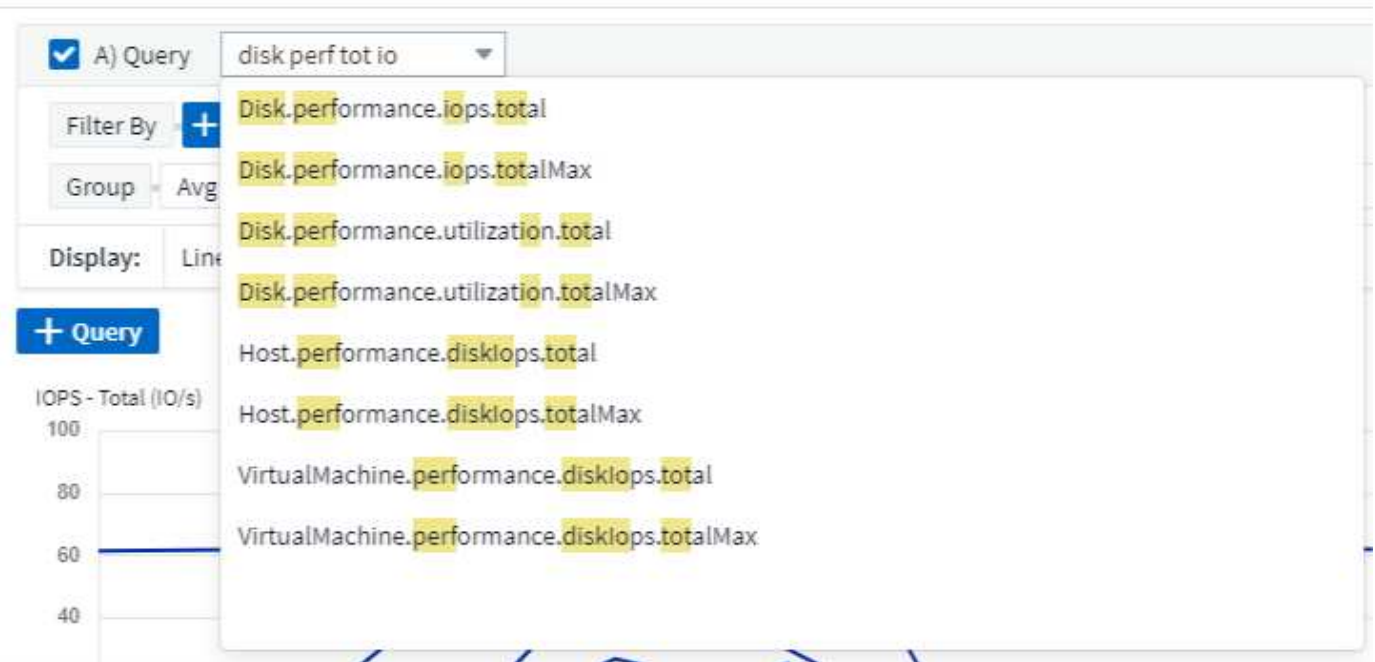 A) Query disk perf tot io
Disk.performance.iops.total
Filter By +
Disk.performance.iops.totalMax
Group Avg
Disk.performance.utilization.total
Display: Line
Disk.performance.utilization.totalMax
+ Query
Host.performance.diskIops.total
IOPS - Total (IO/s)
Host.performance.diskIops.totalMax
100
VirtualMachine.performance.diskIops.total
80
VirtualMachine.performance.diskIops.totalMax
60
40